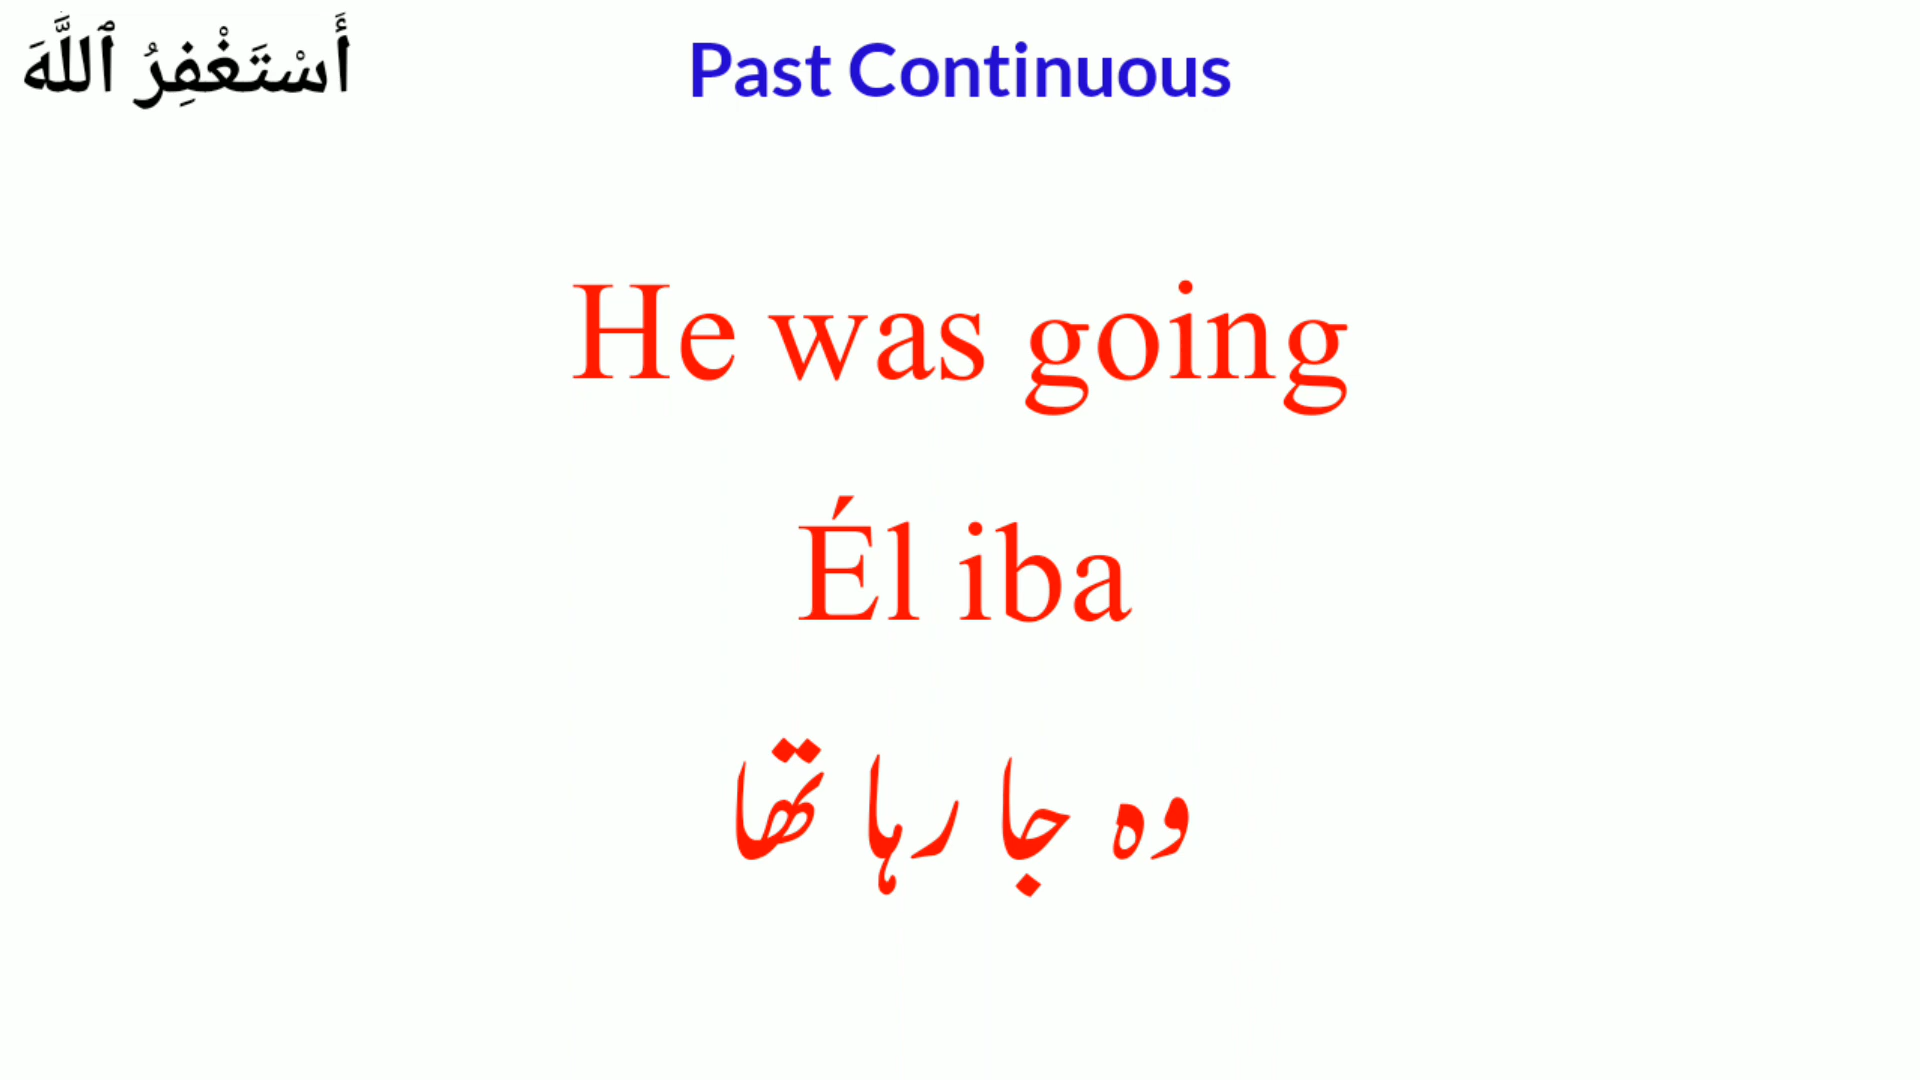 أَسْتَغْفِرُ ٱللَّهَ
Past Continuous
He was going
Él iba
وہ جا رہا تھا